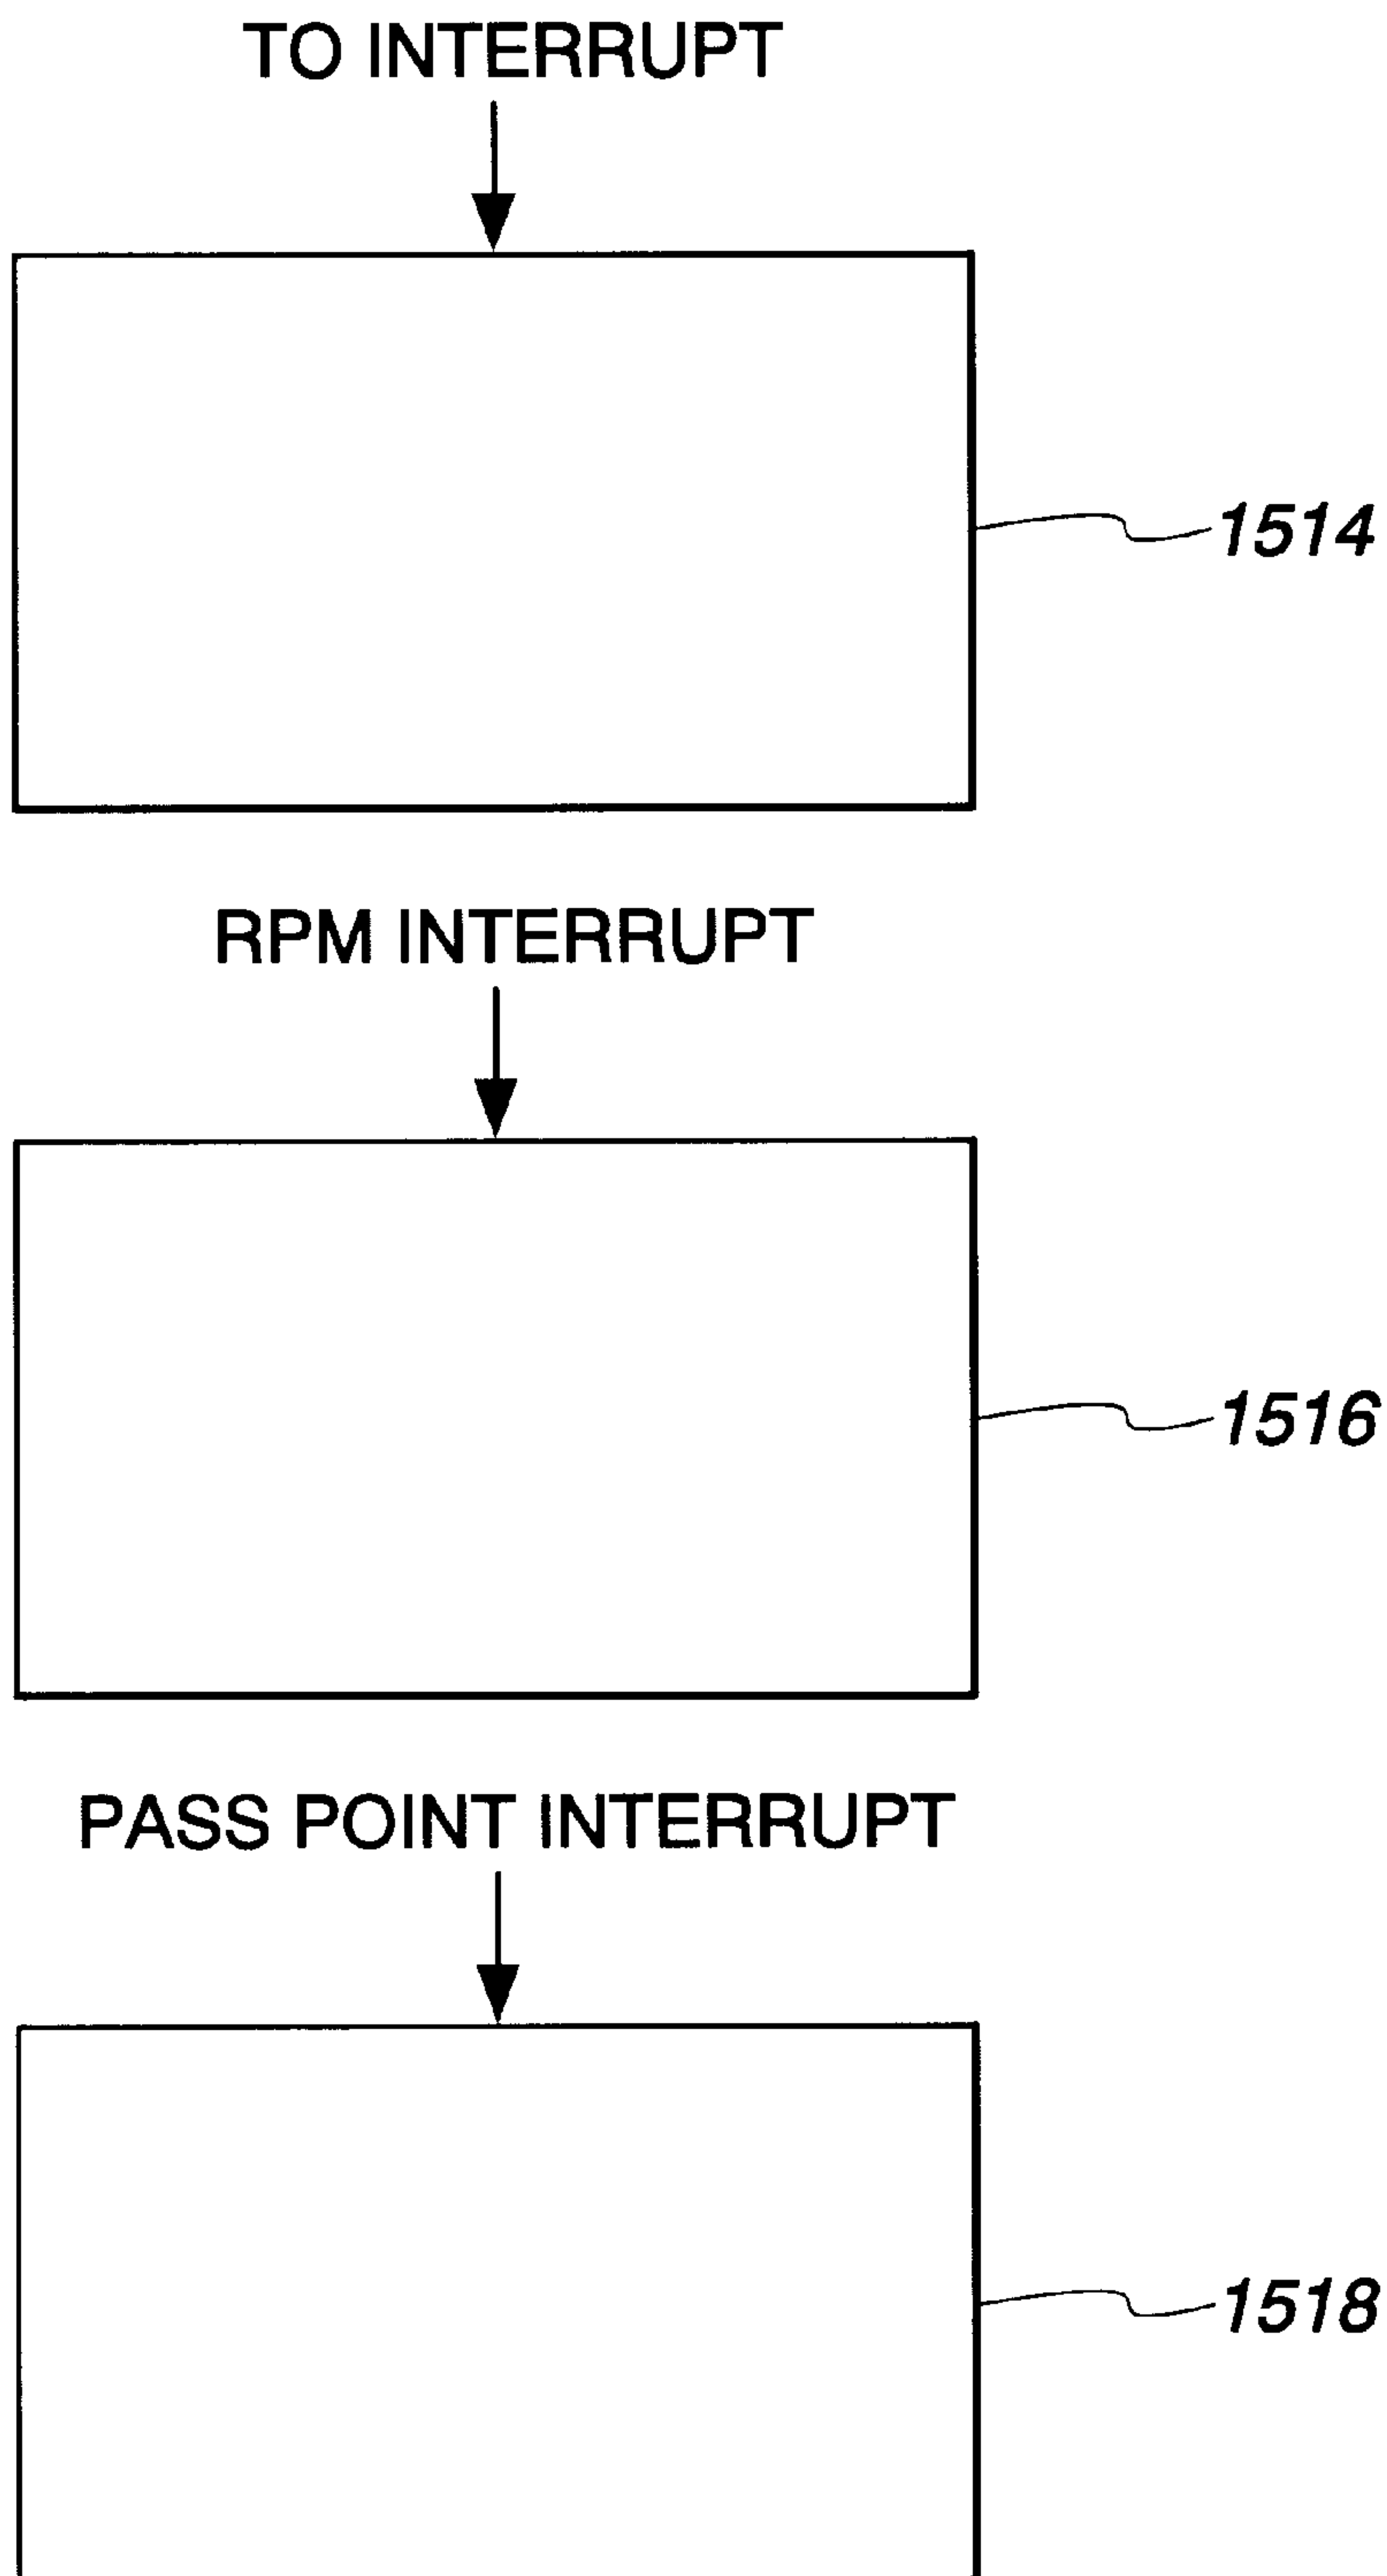 TO INTERRUPT
1514
RPM INTERRUPT
1516
PASS POINT INTERRUPT
1518